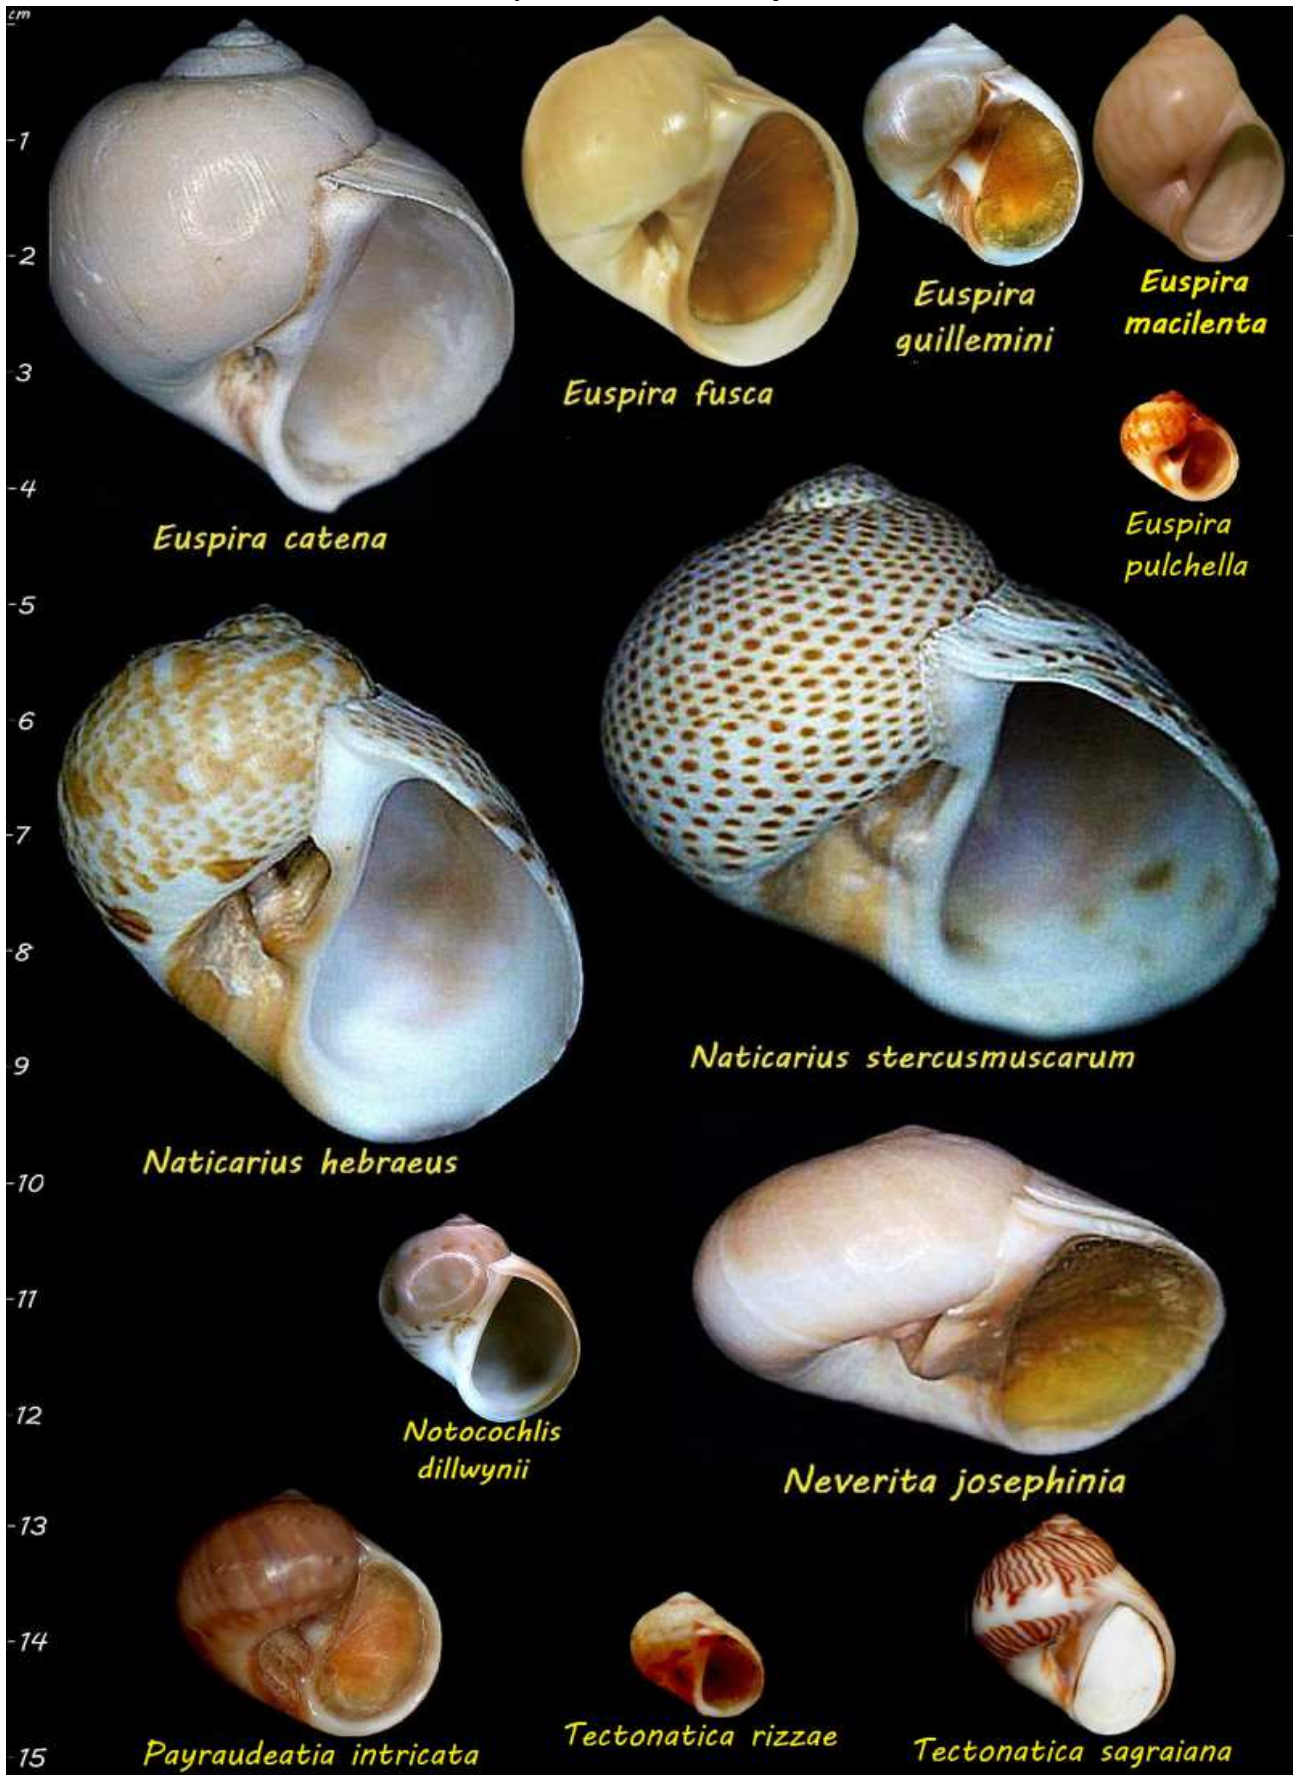 cm
-1
-2
-3
-4
-5
-6
-7
-8
9
-10
-11
12
-13
-14
15
Euspira
guillemini
Euspira
macilenta
Euspira fusca
Euspira catena
Euspira
pulchella
Naticarius stercusmuscarum
Naticarius hebraeus
Notocochlis
dillwynii
Neverita josephinia
Payraudeatia intricata
Tectonatica rizzae
Tectonatica sagraiana